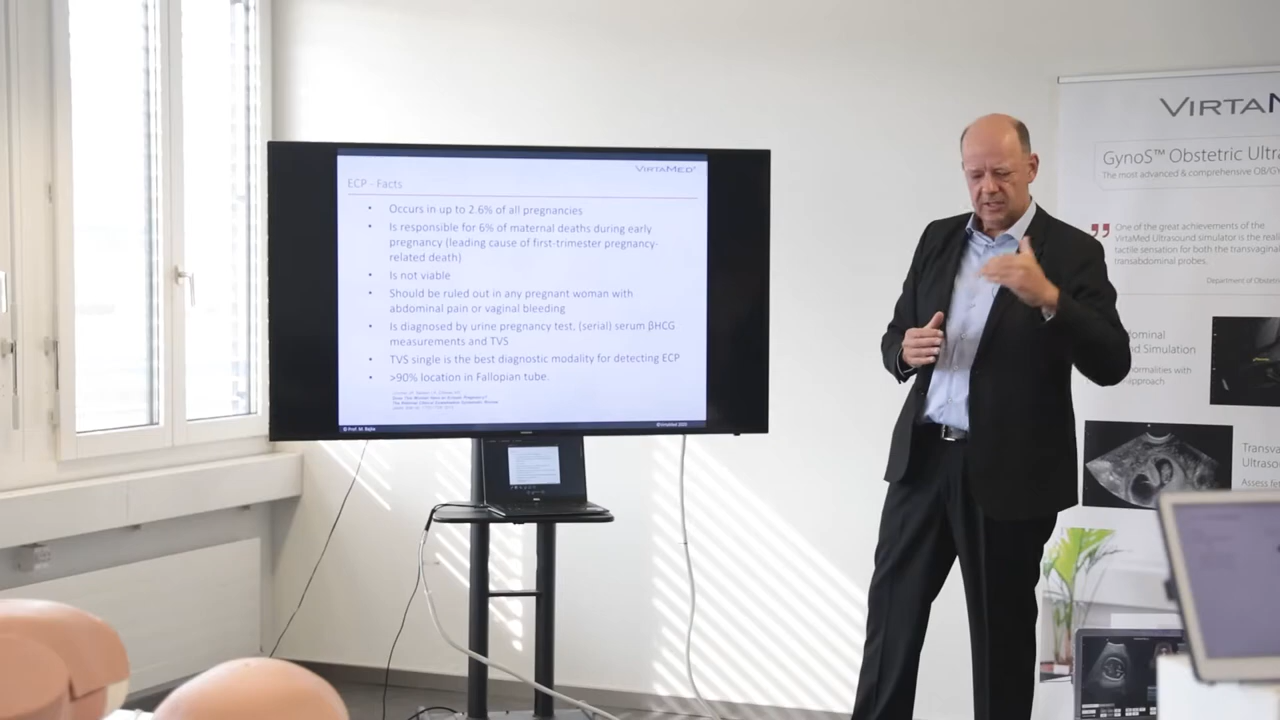 VIRTAMED
ECP - Facts
• Occurs in up to 2.6% of all pregnancies
• Is responsible for 6% of maternal deaths during early
pregnancy (leading cause of first-trimester pregnancy-
related death)
• Is not viable
• Should be ruled out in any pregnant woman with
abdominal pain or vaginal bleeding
• Is diagnosed by urine pregnancy test, (serial) serum βHCG
measurements and TVS
• TVS single is the best diagnostic modality for detecting ECP
• >90% location in Fallopian tube.
© Prof. M. Bajka
©VirtaMed 2020
VIRTAM
GynoS™ Obstetric Ultra
The most advanced & comprehensive OB/GY
One of the great achievements of the
VirtaMed Ultrasound simulator is the reali
tactile sensation for both the transvagina
transabdominal probes.
Department of Obstet
ominal
nd Simulation
ormalities with
approach
Transva
Ultraso
Assess fe